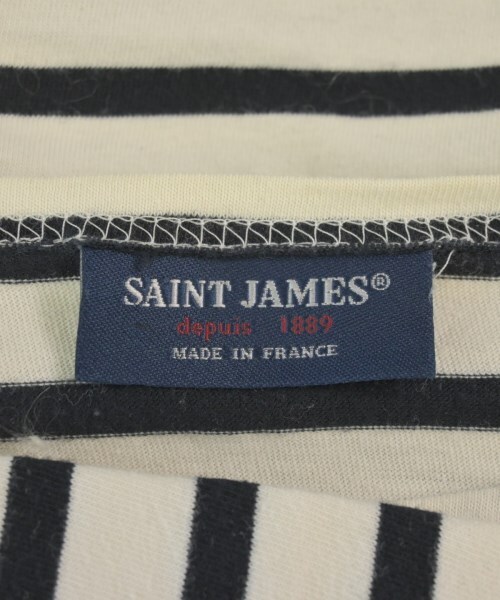 SAINT JAMES®
depuis 1889
MADE IN FRANCE